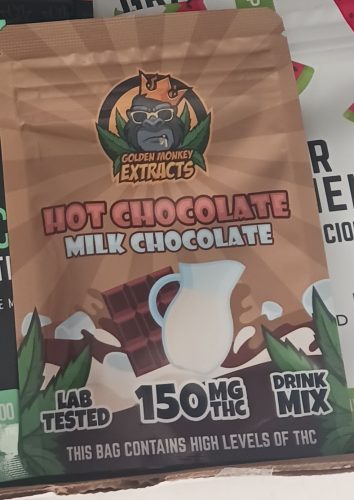 GOLDEN MONKEY
EXTRACTS
HOT CHOCOLATE
MILK CHOCOLATE
LAB
TESTED
150 MG
THC
DRINK
MIX
THIS BAG CONTAINS HIGH LEVELS OF THC